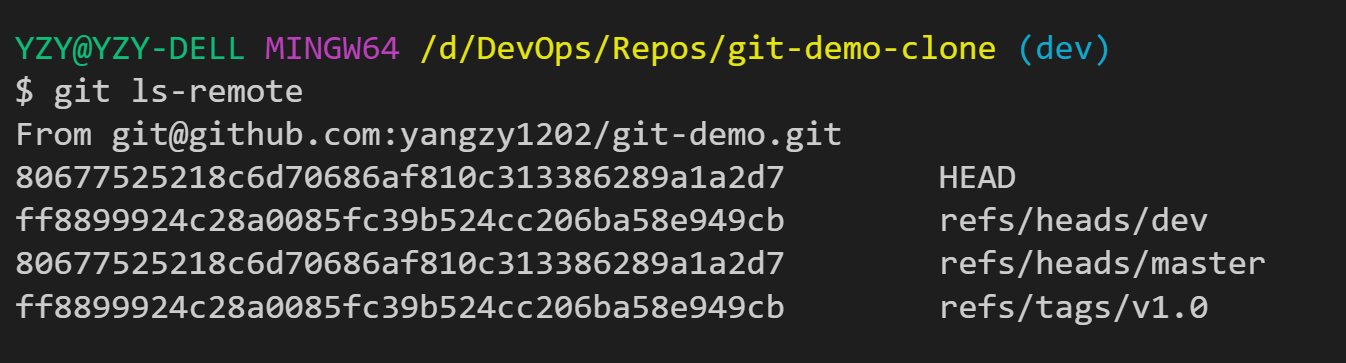 YZY@YZY-DELL MINGW64 /d/DevOps/Repos/git-demo-clone (dev)
$ git ls-remote
From git@github.com:yangzy1202/git-demo.git
80677525218c6d70686af810c313386289a1a2d7        HEAD
ff8899924c28a0085fc39b524cc206ba58e949cb        refs/heads/dev
80677525218c6d70686af810c313386289a1a2d7        refs/heads/master
ff8899924c28a0085fc39b524cc206ba58e949cb        refs/tags/v1.0